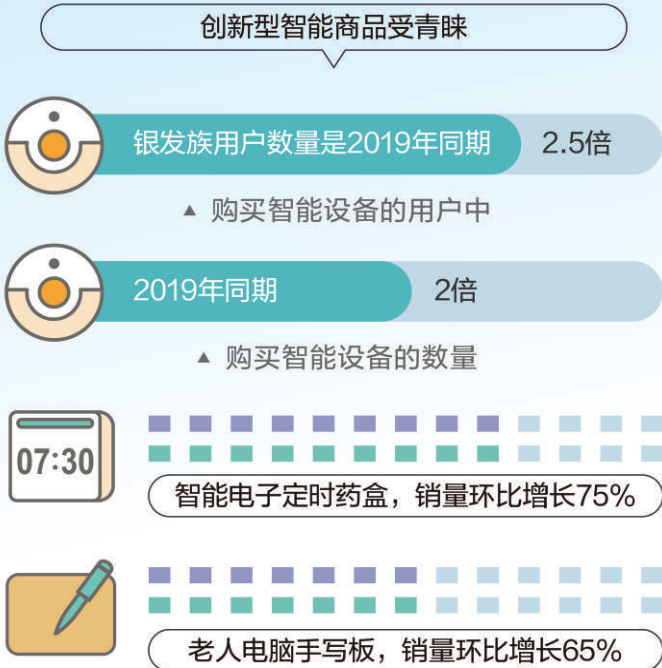 创新型智能商品受青睐
银发族用户数量是2019年同期 2.5倍
▲ 购买智能设备的用户中
2019年同期 2倍
▲ 购买智能设备的数量
07:30
智能电子定时药盒，销量环比增长75%
老人电脑手写板，销量环比增长65%